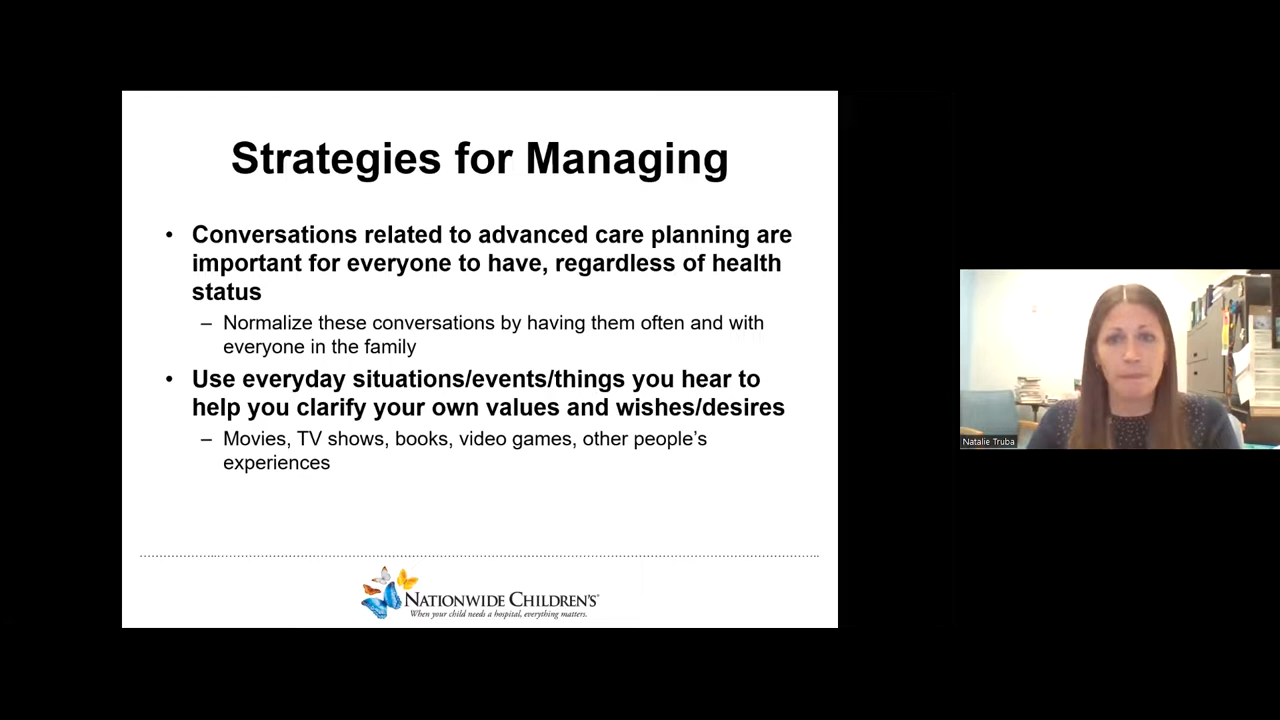 Strategies for Managing
• Conversations related to advanced care planning are
important for everyone to have, regardless of health
status
– Normalize these conversations by having them often and with
everyone in the family
• Use everyday situations/events/things you hear to
help you clarify your own values and wishes/desires
– Movies, TV shows, books, video games, other people's
experiences
NATIONWIDE CHILDREN'S
When your child needs a hospital, everything matters.
Natalie Truba